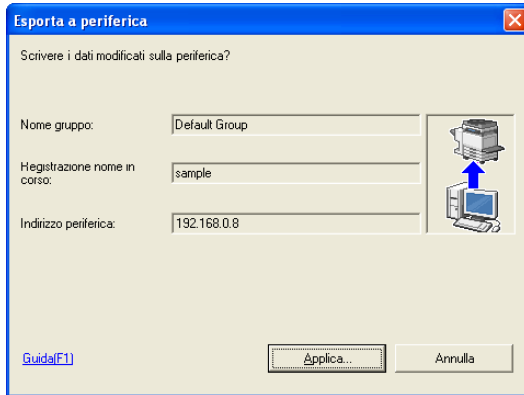 Esporta a periferica
Scrivere i dati modificati sulla periferica?
Nome gruppo: Default Group
Registrazione nome in
corso: sample
Indirizzo periferica: 192.168.0.8
Guida(F1) Applica... Annulla